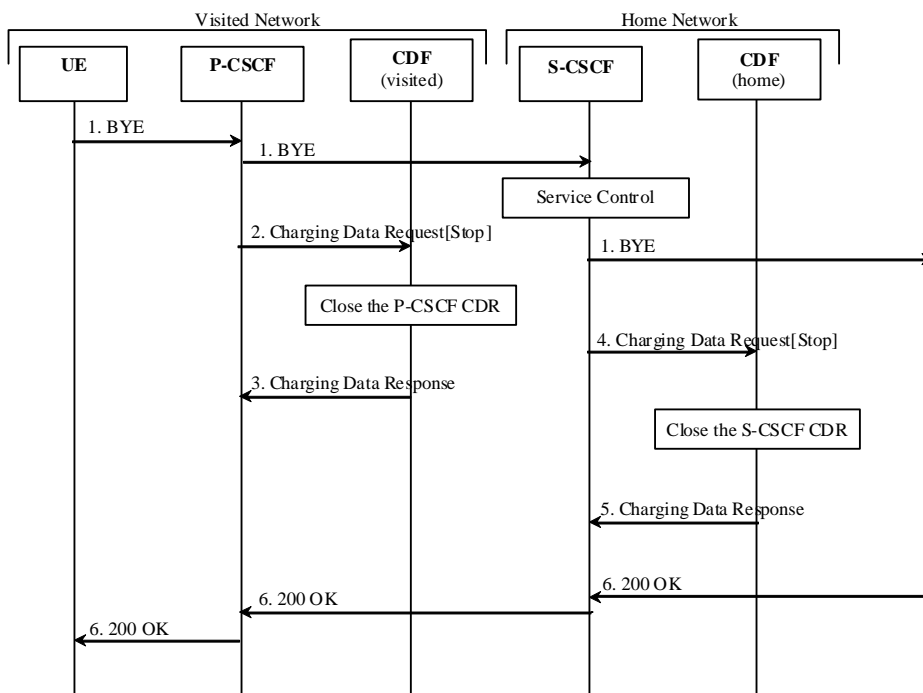 Visited Network
Home Network
UE
P-CSCF
CDF
(visited)
S-CSCF
CDF
(home)
1. BYE
1. BYE
Service Control
2. Charging Data Request[Stop]
1. BYE
Close the P-CSCF CDR
4. Charging Data Request[Stop]
3. Charging Data Response
Close the S-CSCF CDR
5. Charging Data Response
6. 200 OK
6. 200 OK
6. 200 OK